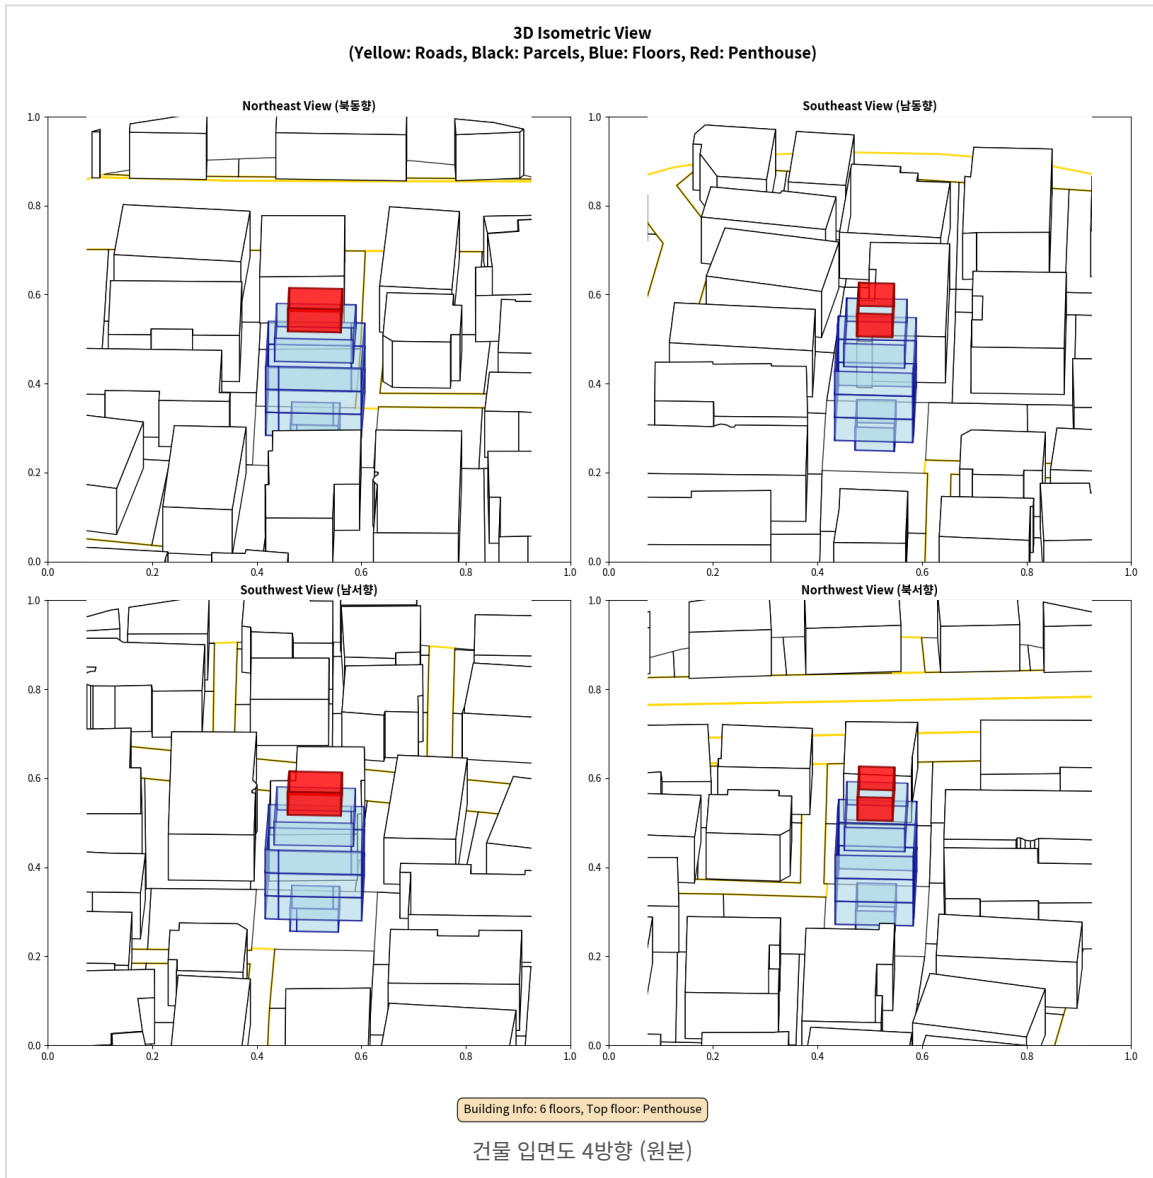 3D Isometric View
(Yellow: Roads, Black: Parcels, Blue: Floors, Red: Penthouse)
Northeast View (북동향)
1.0
0.8
0.6
0.4
0.2
0.0
0.0 0.2 0.4 0.6 0.8 1.0
Southeast View (남동향)
1.0
0.8
0.6
0.4
0.2
0.0
0.0 0.2 0.4 0.6 0.8 1.0
Southwest View (남서향)
1.0
0.8
0.6
0.4
0.2
0.0
0.0 0.2 0.4 0.6 0.8 1.0
Northwest View (북서향)
1.0
0.8
0.6
0.4
0.2
0.0
0.0 0.2 0.4 0.6 0.8 1.0
Building Info: 6 floors, Top floor: Penthouse
건물 입면도 4방향 (원본)